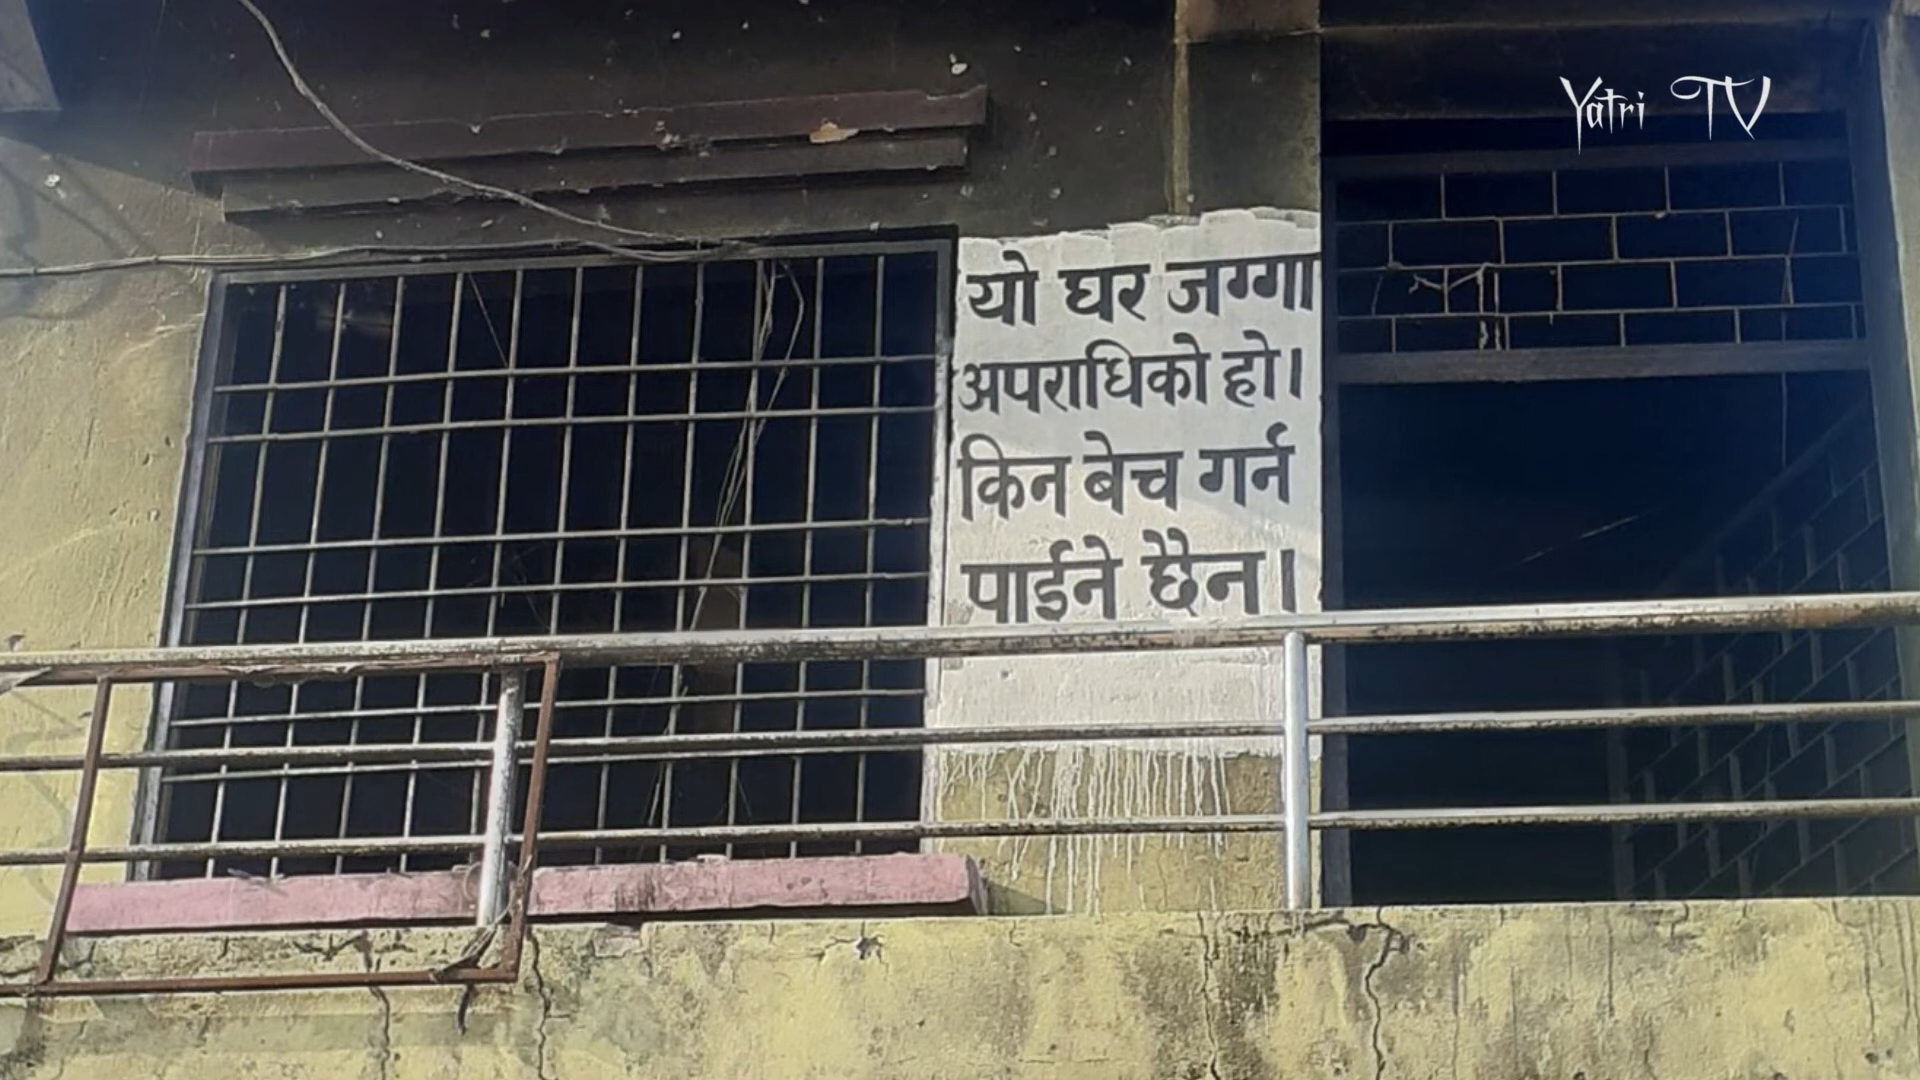 Yatri TV
यो घर जग्गा
अपराधिको हो।
किन बेच गर्न
पाईने छैेन।